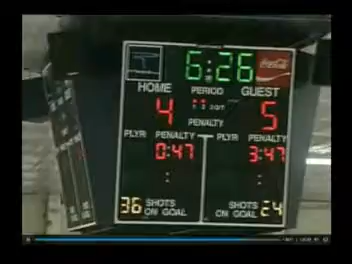 6:26
Coca-Cola
HOME PERIOD GUEST
4 5
PENALTY
PLYR PENALTY PLYR PENALTY
0:47 3:47
: :
36 SHOTS ON GOAL SHOTS ON GOAL 24